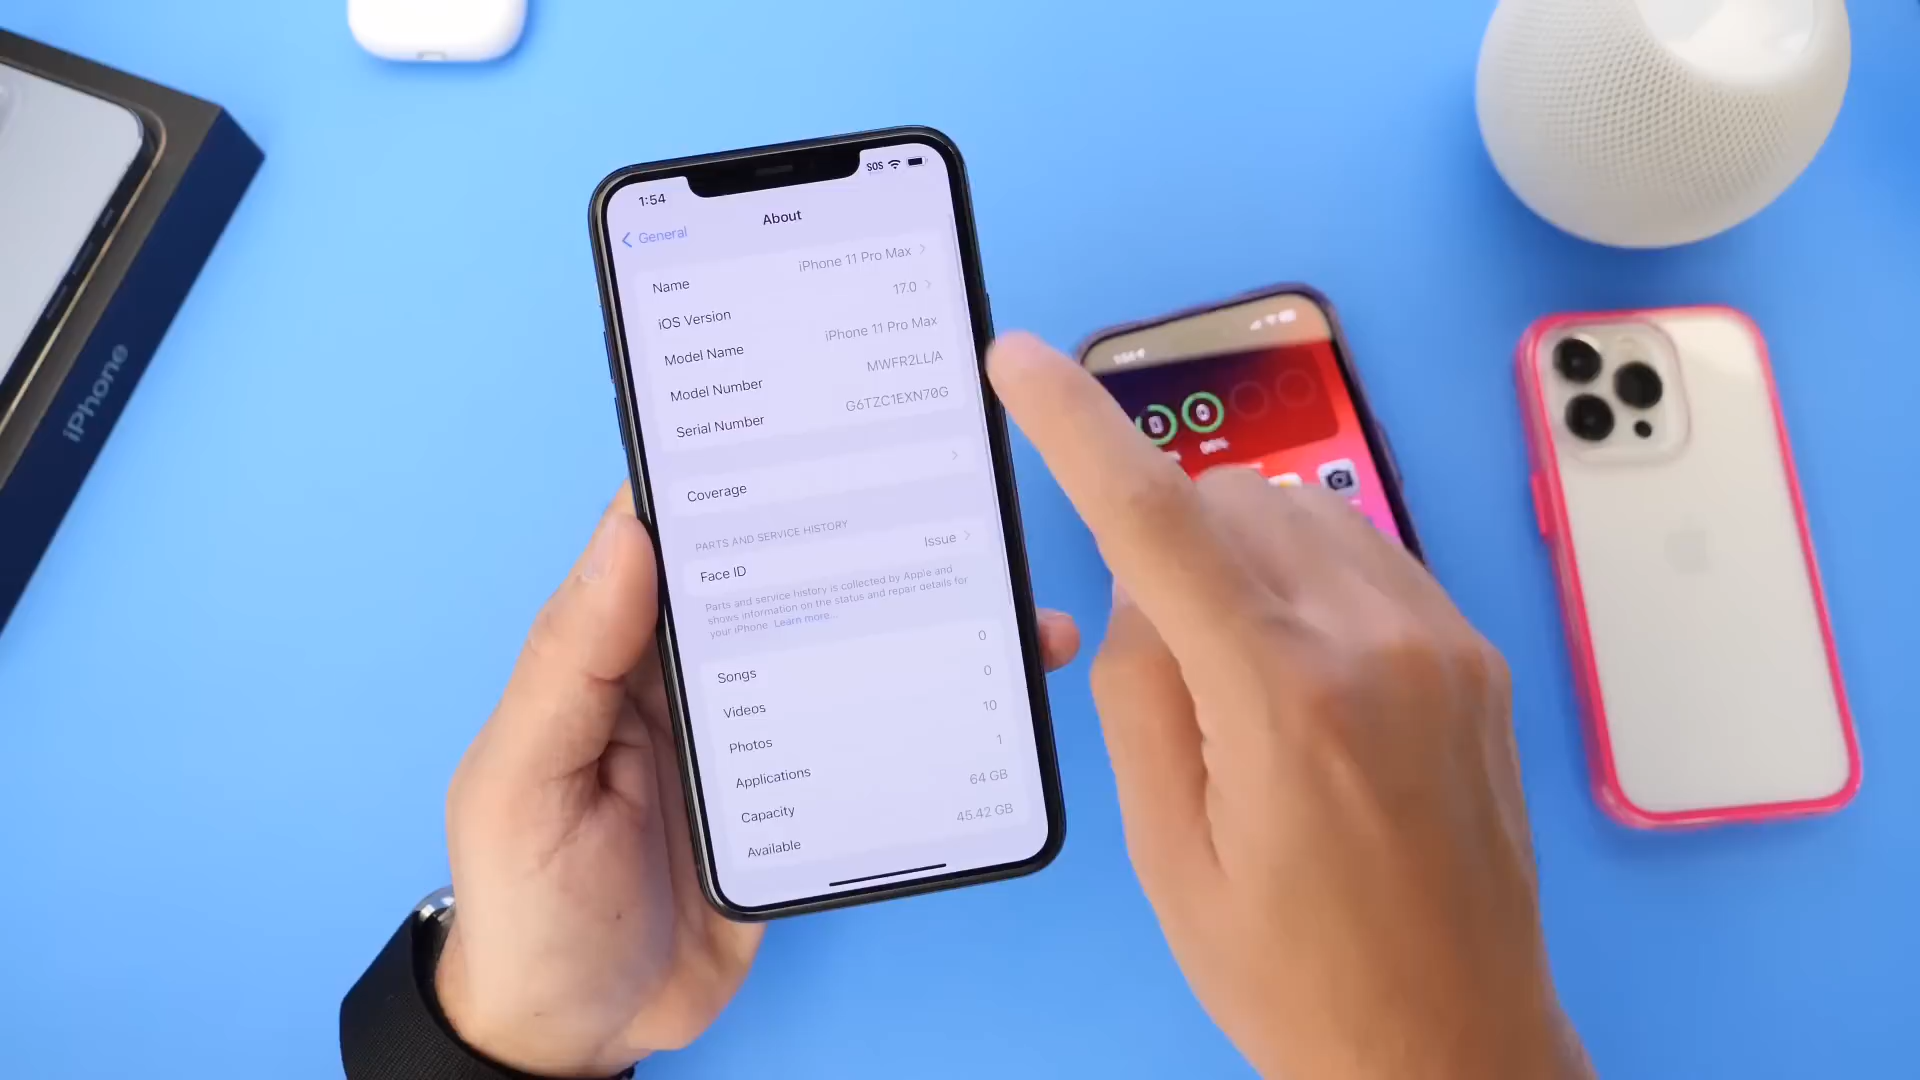 iPhone
1:54
SOS
General
About
Name iPhone 11 Pro Max
iOS Version 17.0
Model Name iPhone 11 Pro Max
Model Number MWFR2LL/A
Serial Number G6TZC1EXN70G
Coverage
PARTS AND SERVICE HISTORY
Face ID Issue
Parts and service history is collected by Apple and
shows information on the status and repair details for
your iPhone. Learn more...
Songs 0
Videos 0
Photos 10
Applications 1
Capacity 64 GB
Available 45.42 GB